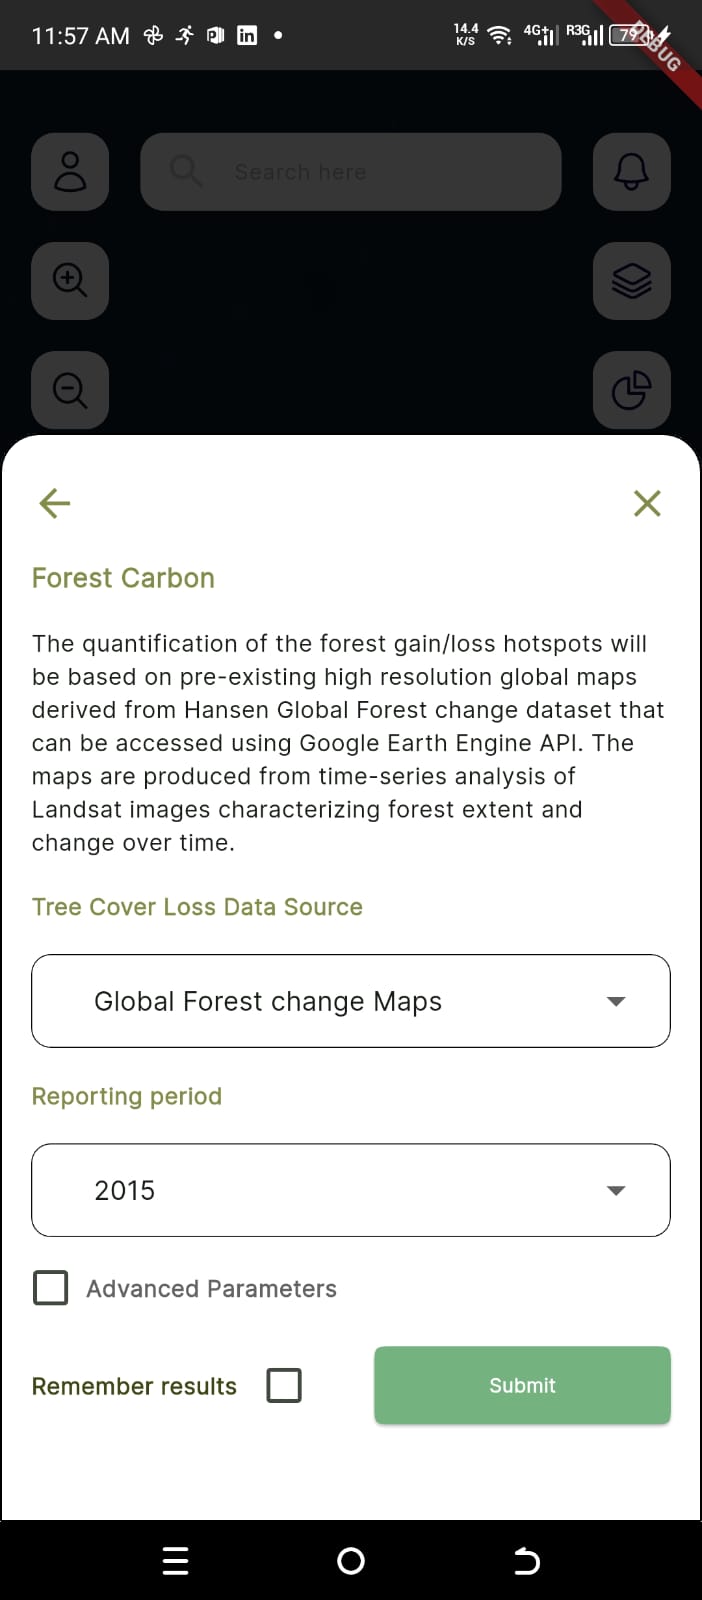 11:57 AM
14.4
K/S
4G+
R3G
79
DEBUG
Search here
Forest Carbon
The quantification of the forest gain/loss hotspots will
be based on pre-existing high resolution global maps
derived from Hansen Global Forest change dataset that
can be accessed using Google Earth Engine API. The
maps are produced from time-series analysis of
Landsat images characterizing forest extent and
change over time.
Tree Cover Loss Data Source
Global Forest change Maps
Reporting period
2015
Advanced Parameters
Remember results
Submit